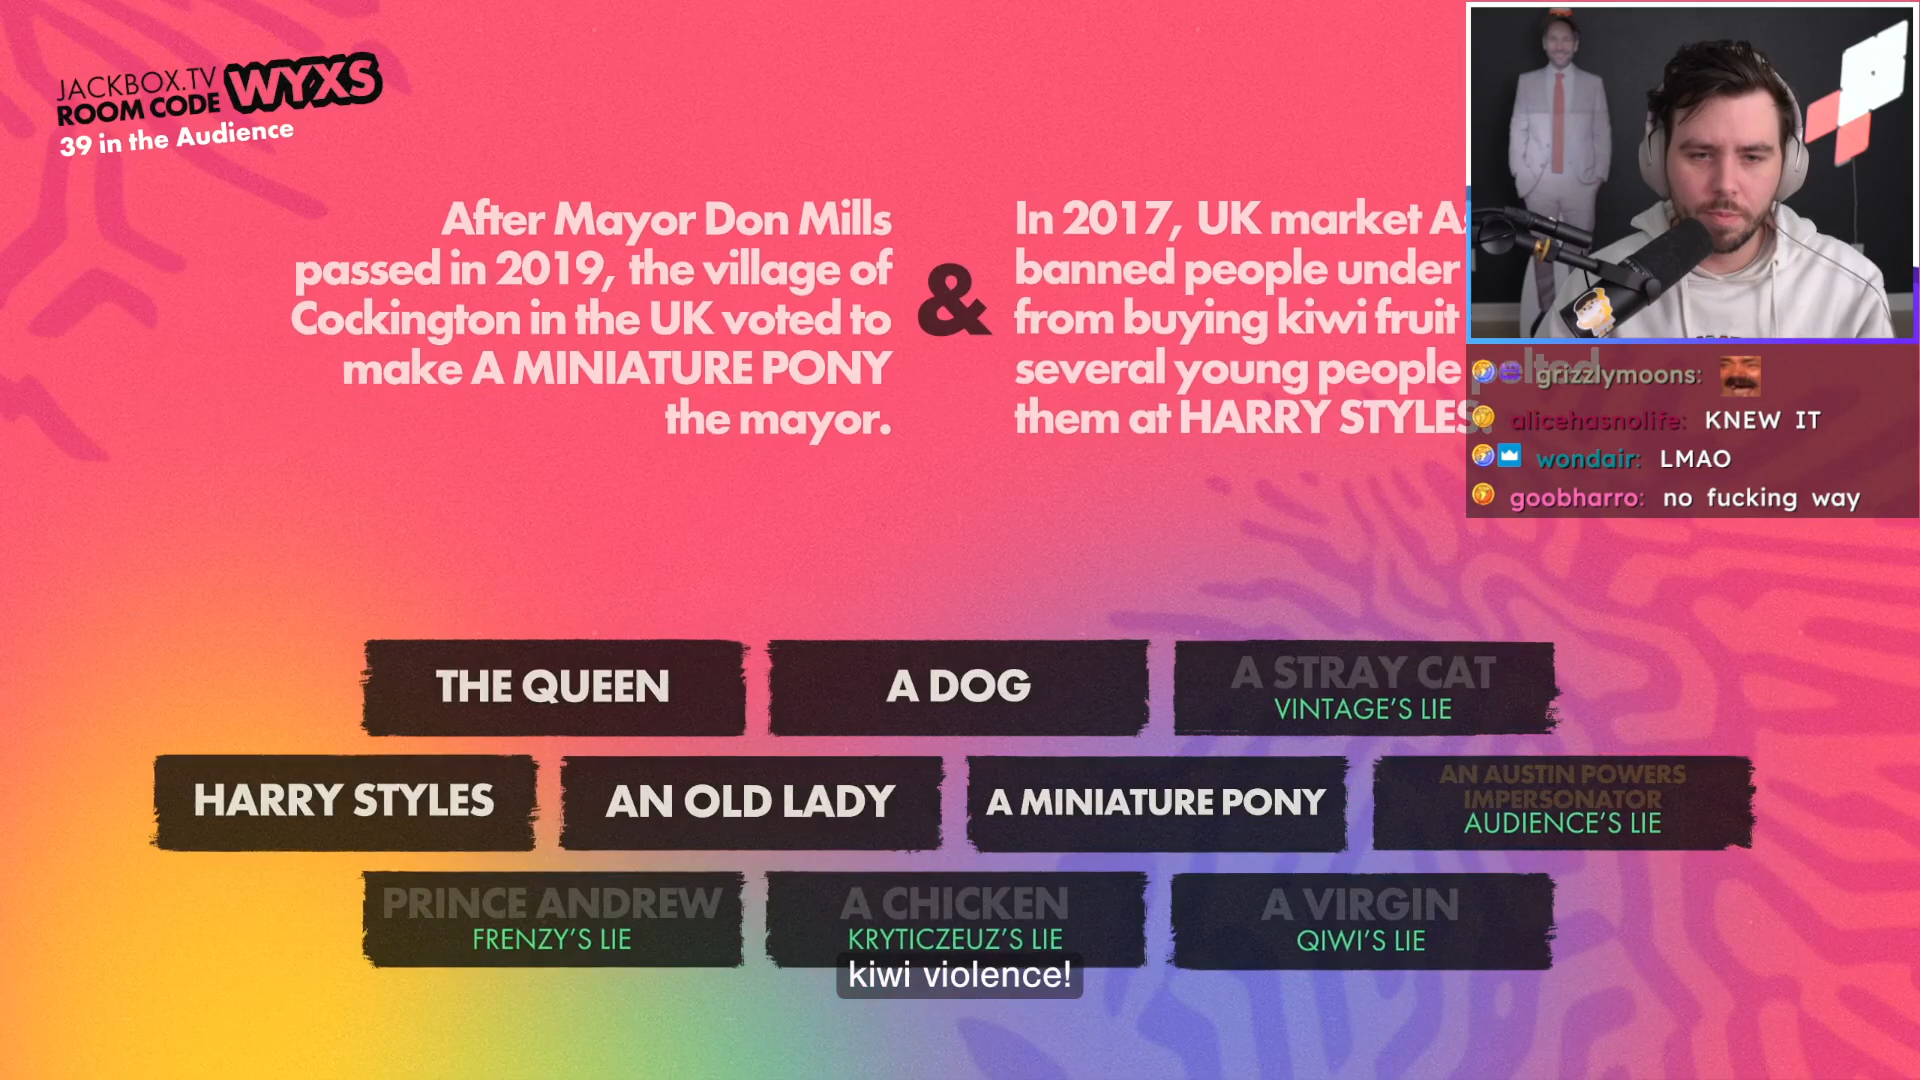 JACKBOX.TV
ROOM CODE WYXS
39 in the Audience
After Mayor Don Mills
passed in 2019, the village of
Cockington in the UK voted to
make A MINIATURE PONY
the mayor.
&
In 2017, UK market
banned people under
from buying kiwi fruit
several young people pelted
them at HARRY STYLES.
grizzlymoons:
alicehasnolife: KNEW IT
wondair: LMAO
goobharro: no fucking way
THE QUEEN
A DOG
A STRAY CAT
VINTAGE'S LIE
HARRY STYLES
AN OLD LADY
A MINIATURE PONY
AN AUSTIN POWERS
IMPERSONATOR
AUDIENCE'S LIE
PRINCE ANDREW
FRENZY'S LIE
A CHICKEN
KRYTICZEUZ'S LIE
A VIRGIN
QIWI'S LIE
kiwi violence!